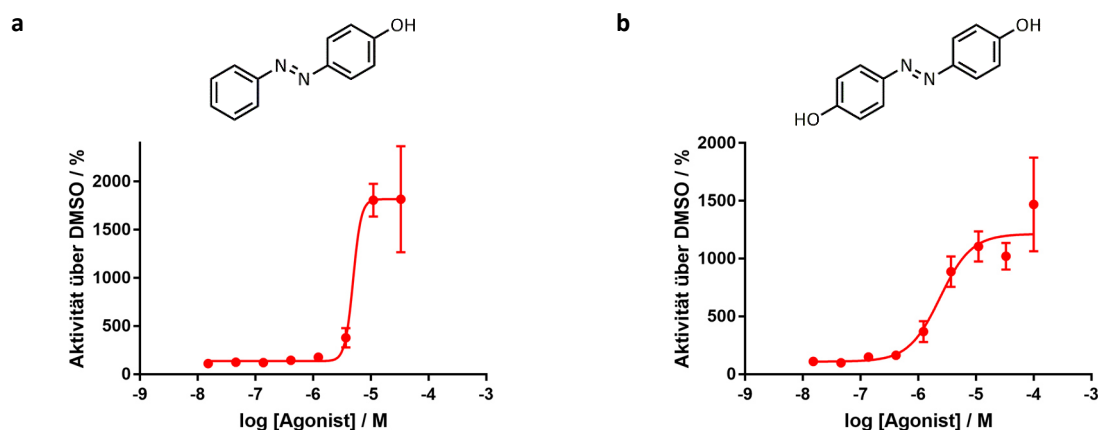 a
OH
N
N
Aktivität über DMSO / %
2000
1500
1000
500
0
-9 -8 -7 -6 -5 -4 -3
log [Agonist] / M
b
OH
N
N
HO
Aktivität über DMSO / %
2000
1500
1000
500
0
-9 -8 -7 -6 -5 -4 -3
log [Agonist] / M